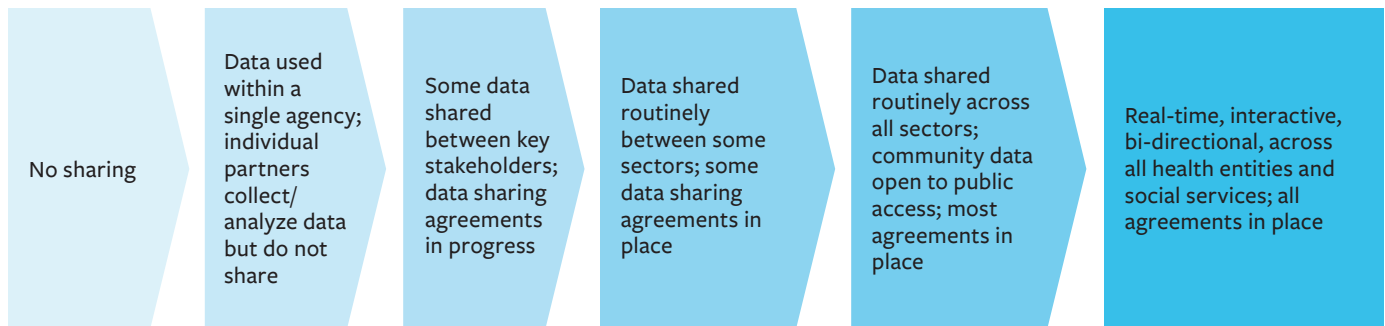 No sharing
Data used
within a
single agency;
individual
partners
collect/
analyze data
but do not
share
Some data
shared
between key
stakeholders;
data sharing
agreements
in progress
Data shared
routinely
between some
sectors; some
data sharing
agreements in
place
Data shared
routinely across
all sectors;
community data
open to public
access; most
agreements in
place
Real-time, interactive,
bi-directional, across
all health entities and
social services; all
agreements in place